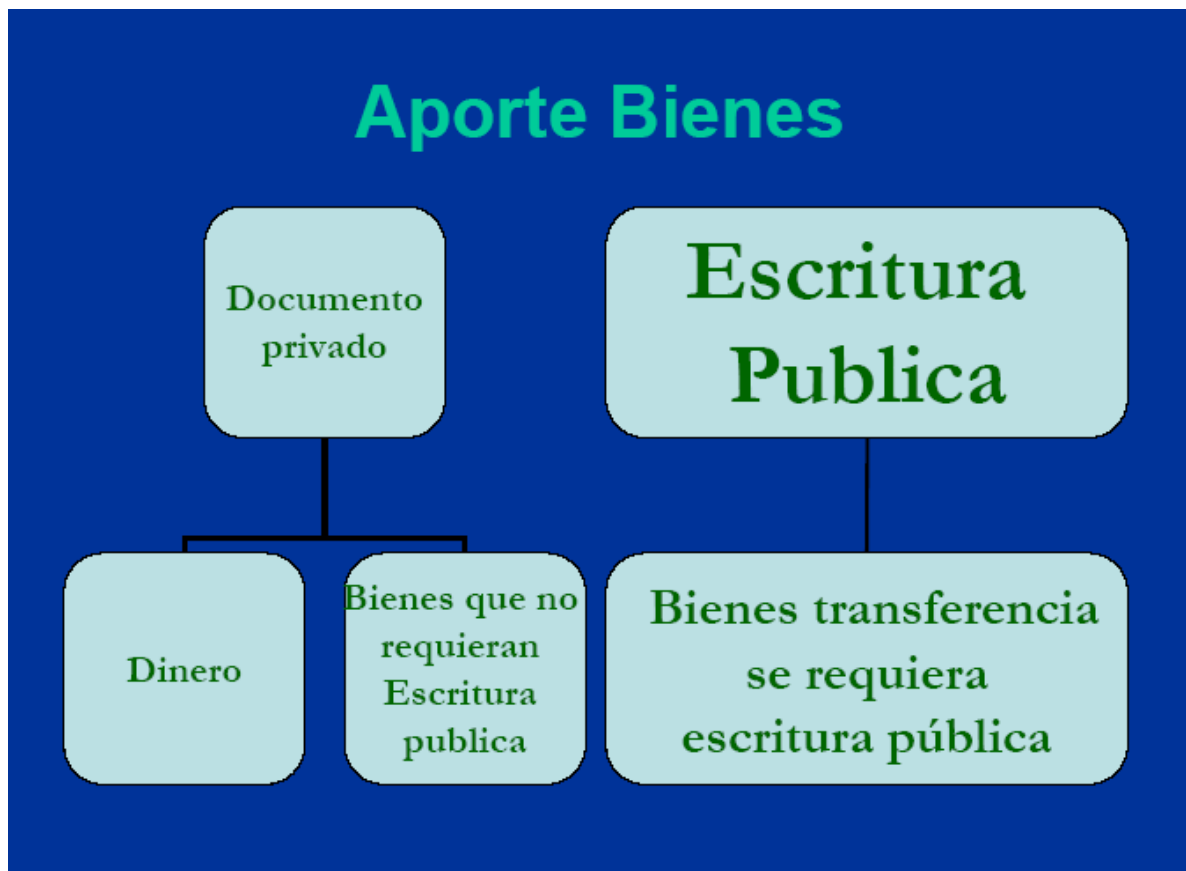 Aporte Bienes
Documento
privado
Escritura
Publica
Dinero
Bienes que no
requieran
Escritura
publica
Bienes transferencia
se requiera
escritura pública